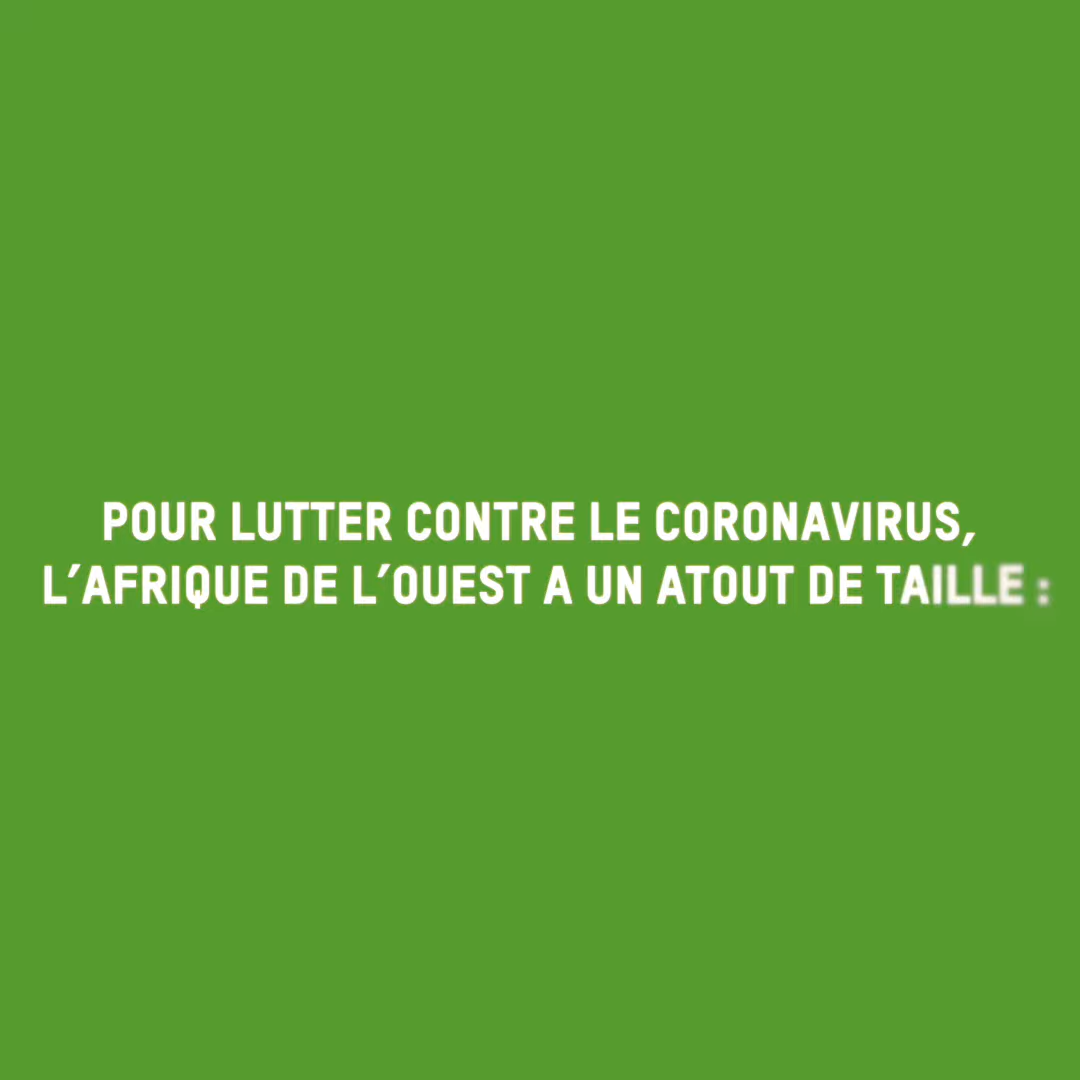 POUR LUTTER CONTRE LE CORONAVIRUS,
L'AFRIQUE DE L'OUEST A UN ATOUT DE TAILLE :